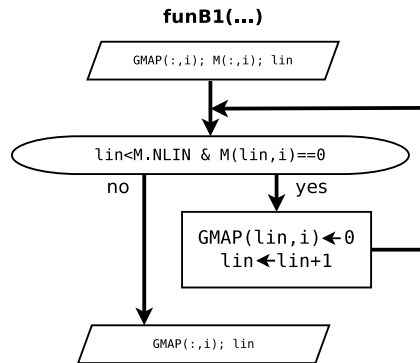 funB1(...)
GMAP(:,i); M(:,i); lin
lin<M.NLIN & M(lin,i)==0
no
yes
GMAP(lin,i)←0
lin←lin+1
GMAP(:,i); lin